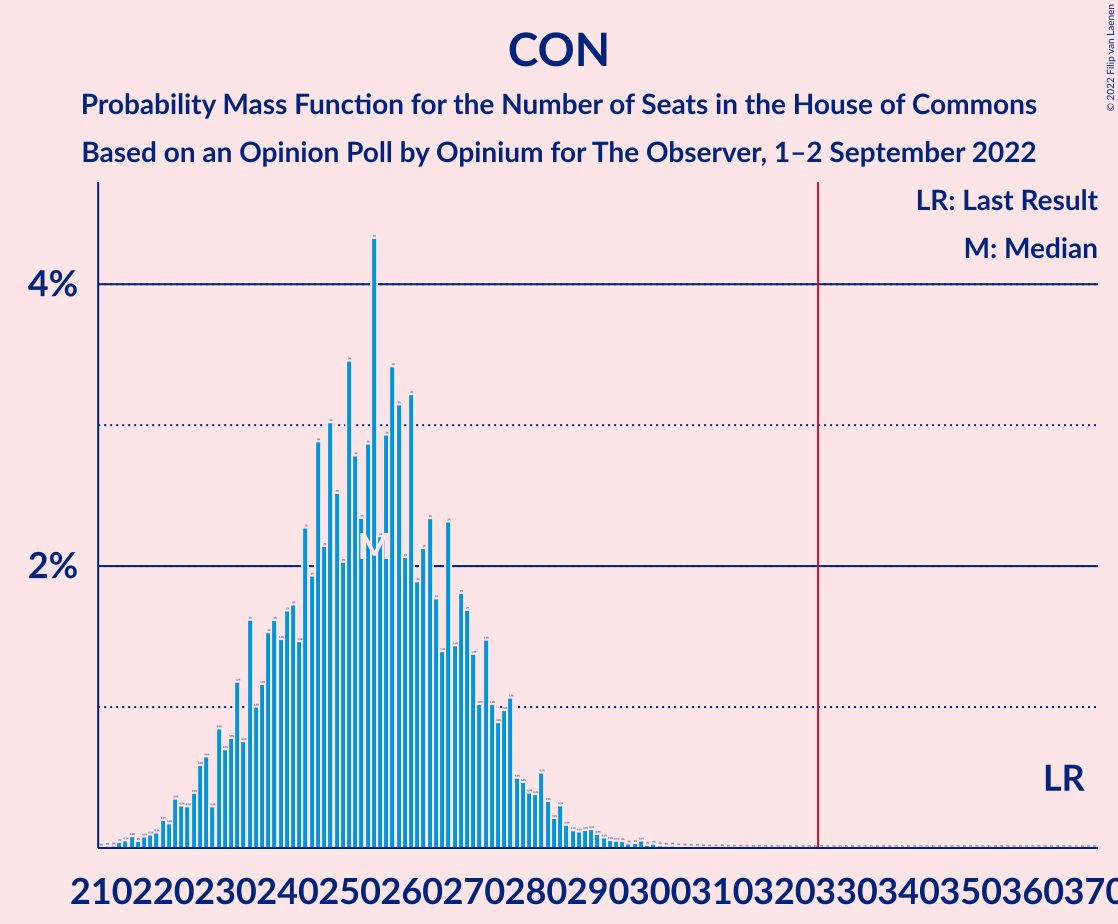 CON
Probability Mass Function for the Number of Seats in the House of Commons
Based on an Opinion Poll by Opinium for The Observer, 1–2 September 2022
© 2022 Filip van Laenen
LR: Last Result
M: Median
4%
2%
M
LR
210220230240250260270280290300310320330340350360370